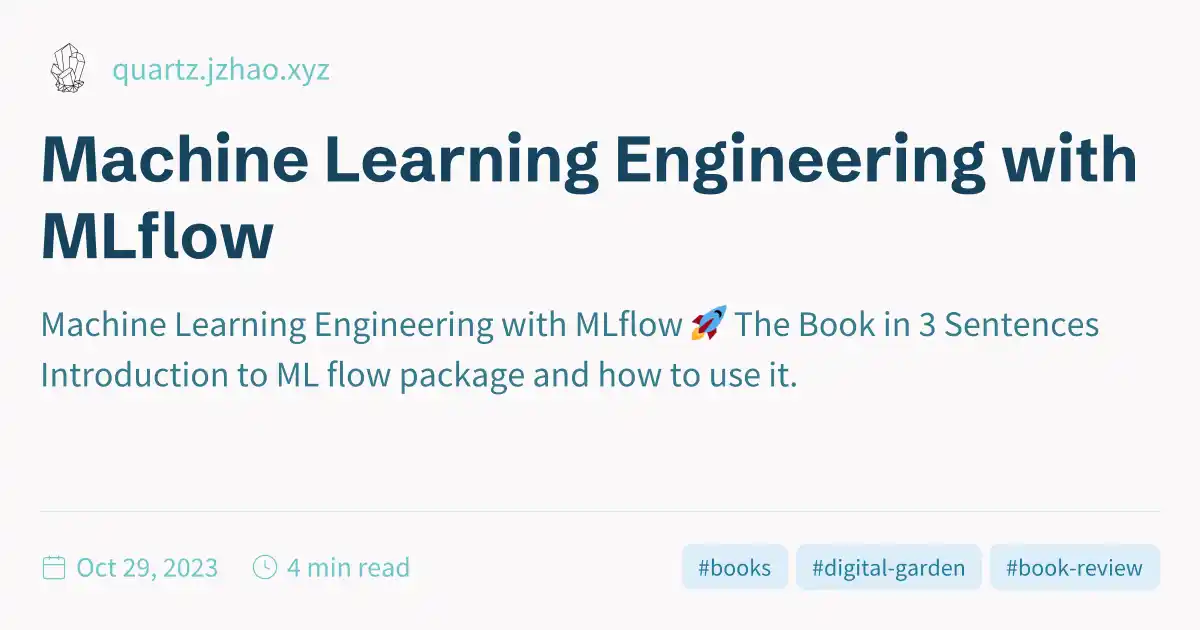 quartz.jzhao.xyz
Machine Learning Engineering with
MLflow
Machine Learning Engineering with MLflow 🚀 The Book in 3 Sentences
Introduction to ML flow package and how to use it.
Oct 29, 2023 4 min read #books #digital-garden #book-review